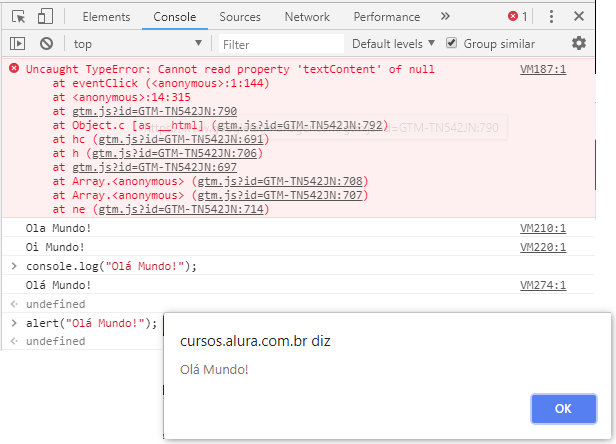 Elements Console Sources Network Performance » 1
top Filter Default levels Group similar
Uncaught TypeError: Cannot read property 'textContent' of null VM187:1
at eventClick (<anonymous>:1:144)
at <anonymous>:14:315
at gtm.js?id=GTM-TN542JN:790
at Object.c [as __html] (gtm.js?id=GTM-TN542JN:792)
at hc (gtm.js?id=GTM-TN542JN:691)
at h (gtm.js?id=GTM-TN542JN:706)
at gtm.js?id=GTM-TN542JN:697
at Array.<anonymous> (gtm.js?id=GTM-TN542JN:708)
at Array.<anonymous> (gtm.js?id=GTM-TN542JN:707)
at ne (gtm.js?id=GTM-TN542JN:714)
Ola Mundo! VM210:1
Oi Mundo! VM220:1
> console.log("Olá Mundo!");
Olá Mundo! VM274:1
undefined
> alert("Olá Mundo!");
undefined
cursos.alura.com.br diz
Olá Mundo!
OK